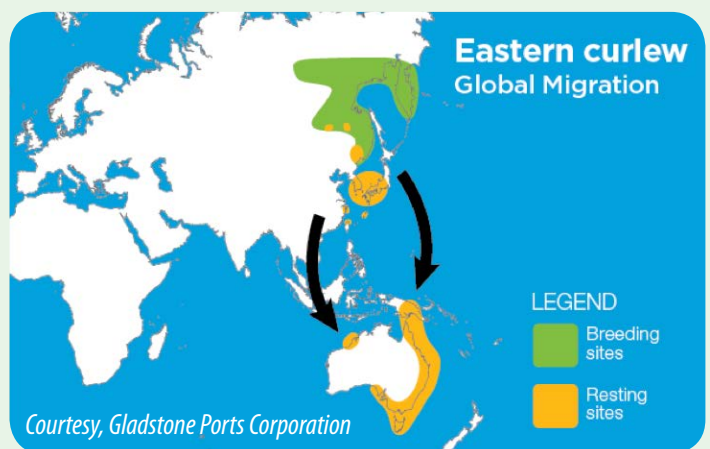 Eastern curlew
Global Migration
LEGEND
Breeding
sites
Resting
sites
Courtesy, Gladstone Ports Corporation